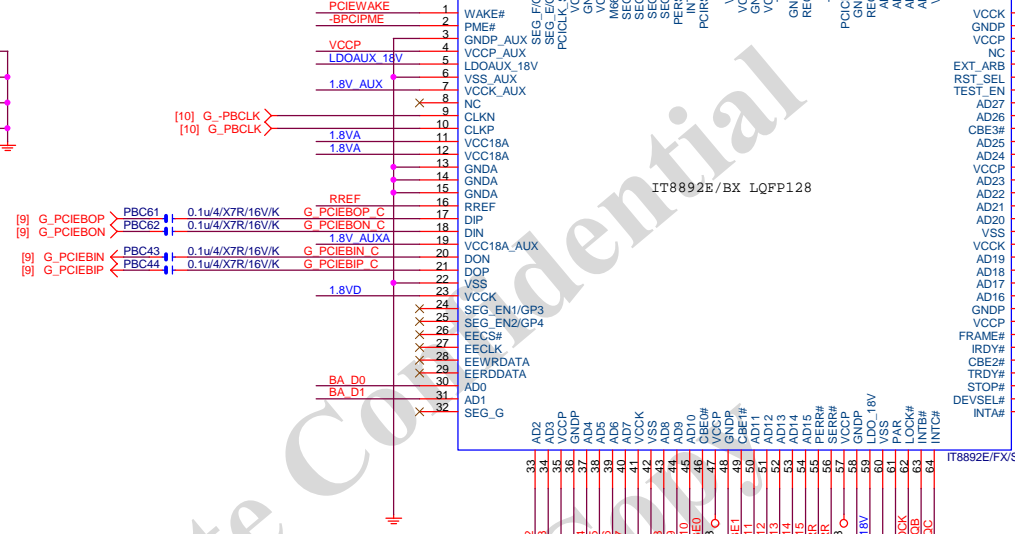 PCIEWAKE 1 WAKE#
-BPCIPME 2 PME#
3 GNDP_AUX
VCCP 4 VCCP_AUX
LDOAUX_18V 5 LDOAUX_18V
6 VSS_AUX
1.8V_AUX 7 VCCK_AUX
8 NC
[10] G_-PBCLK 9 CLKN
[10] G_PBCLK 10 CLKP
1.8VA 11 VCC18A
1.8VA 12 VCC18A
13 GNDA
14 GNDA
15 GNDA
RREF 16 RREF
[9] G_PCIEBOP PBC61 0.1u/4/X7R/16V/K G_PCIEBOP_C 17 DIP
[9] G_PCIEBON PBC62 0.1u/4/X7R/16V/K G_PCIEBON_C 18 DIN
1.8V_AUXA 19 VCC18A_AUX
[9] G_PCIEBIN PBC43 0.1u/4/X7R/16V/K G_PCIEBIN_C 20 DON
[9] G_PCIEBIP PBC44 0.1u/4/X7R/16V/K G_PCIEBIP_C 21 DOP
22 VSS
1.8VD 23 VCCK
24 SEG_EN1/GP3
25 SEG_EN2/GP4
26 EECS#
27 EECLK
28 EEWRDATA
29 EERDDATA
BA_D0 30 AD0
BA_D1 31 AD1
32 SEG_G
IT8892E/BX LQFP128
VCCK
GNDP
VCCP
NC
EXT_ARB
RST_SEL
TEST_EN
AD27
AD26
CBE3#
AD25
AD24
VCCP
AD23
AD22
AD21
AD20
VSS
VCCK
AD19
AD18
AD17
AD16
GNDP
VCCP
FRAME#
IRDY#
CBE2#
TRDY#
STOP#
DEVSEL#
INTA#
33 AD2
34 AD3
35 VCCP
36 GNDP
37 AD4
38 AD5
39 AD6
40 AD7
41 VCCK
42 VSS
43 AD8
44 AD9
45 AD10
46 CBE0#
47 VCCP
48 GNDP
49 CBE1#
50 AD11
51 AD12
52 AD13
53 AD14
54 AD15
55 PERR#
56 SERR#
57 VCCP
58 GNDP
59 LDO_18V
60 VSS
61 PAR
62 LOCK#
63 INTB#
64 INTC#
IT8892E/FX/S
Confidential
Copy